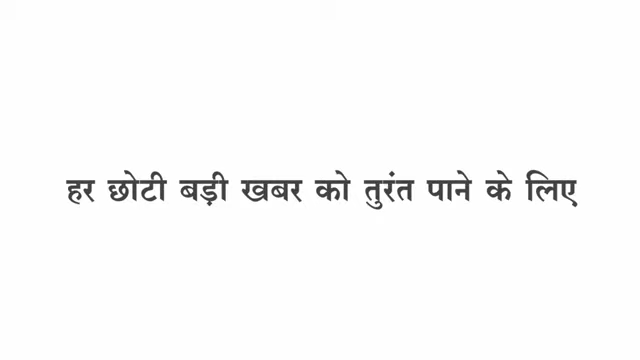 हर छोटी बड़ी खबर को तुरंत पाने के लिए